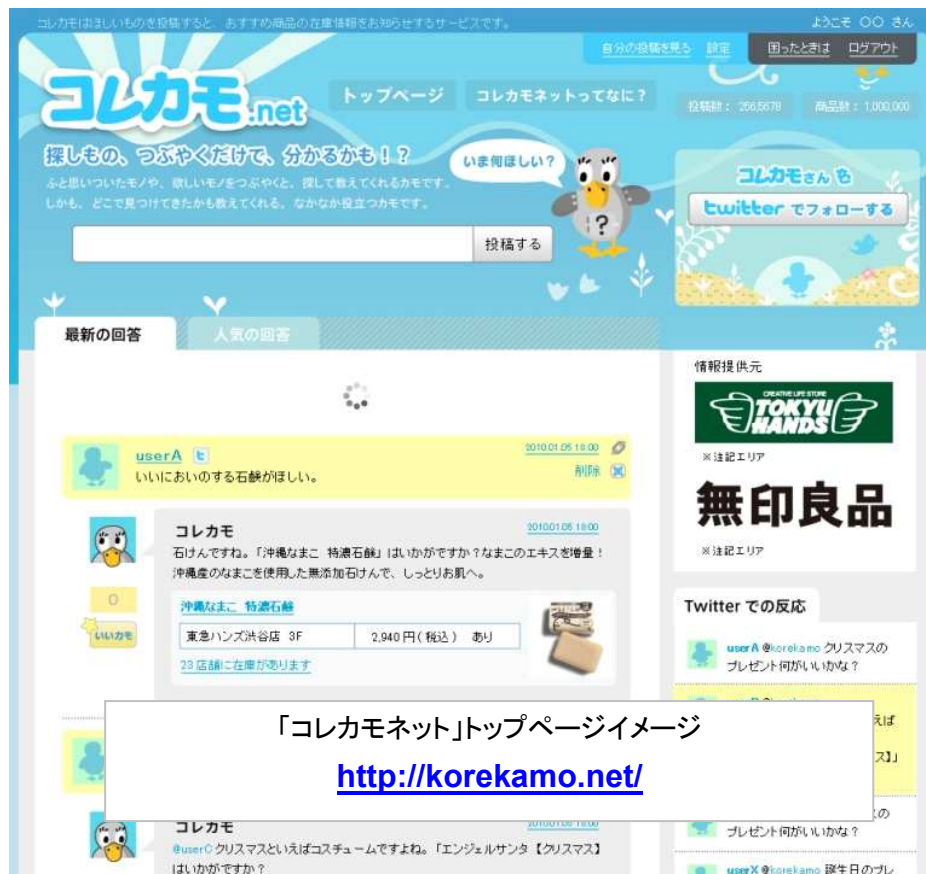 コレカモはほしいものを投稿すると、おすすめ商品の在庫情報をお知らせするサービスです。
ようこそ 〇〇 さん
自分の投稿を見る 設定 困ったときは ログアウト
コレカモ.net
トップページ コレカモネットってなに？
投稿数： 266,5678 商品数： 1,000,000
探しもの、つぶやくだけで、分かるかも！？
ふと思いついたモノや、欲しいモノをつぶやくと、探して教えてくれるカモです。
しかも、どこで見つけてきたかも教えてくれる、なかなか役立つカモです。
いま何ほしい？
?
投稿する
コレカモさん を
twitter でフォローする
最新の回答 人気の回答
userA
2010.01.05 18:00
いいにおいのする石鹸がほしい。
削除
コレカモ
2010.01.05 18:00
石けんですね。「沖縄なまこ 特濃石鹸」はいかがですか？なまこのエキスを増量！
沖縄産のなまこを使用した無添加石けんで、しっとりお肌へ。
0
いいカモ
沖縄なまこ 特濃石鹸
東急ハンズ渋谷店 3F 2,940 円（税込） あり
23 店舗に在庫があります
情報提供元
CREATIVE LIFE STORE
TOKYU
HANDS
※注記エリア
無印良品
※注記エリア
Twitter での反応
userA @korekamo クリスマスの
プレゼント何がいいかな？
えば
ス】」
の
プレゼント何がいいかな？
userX @korekamo 誕生日のプレ
「コレカモネット」トップページイメージ
http://korekamo.net/
コレカモ
@userC クリスマスといえばコスチュームですよね。「エンジェルサンタ【クリスマス】
はいかがですか？